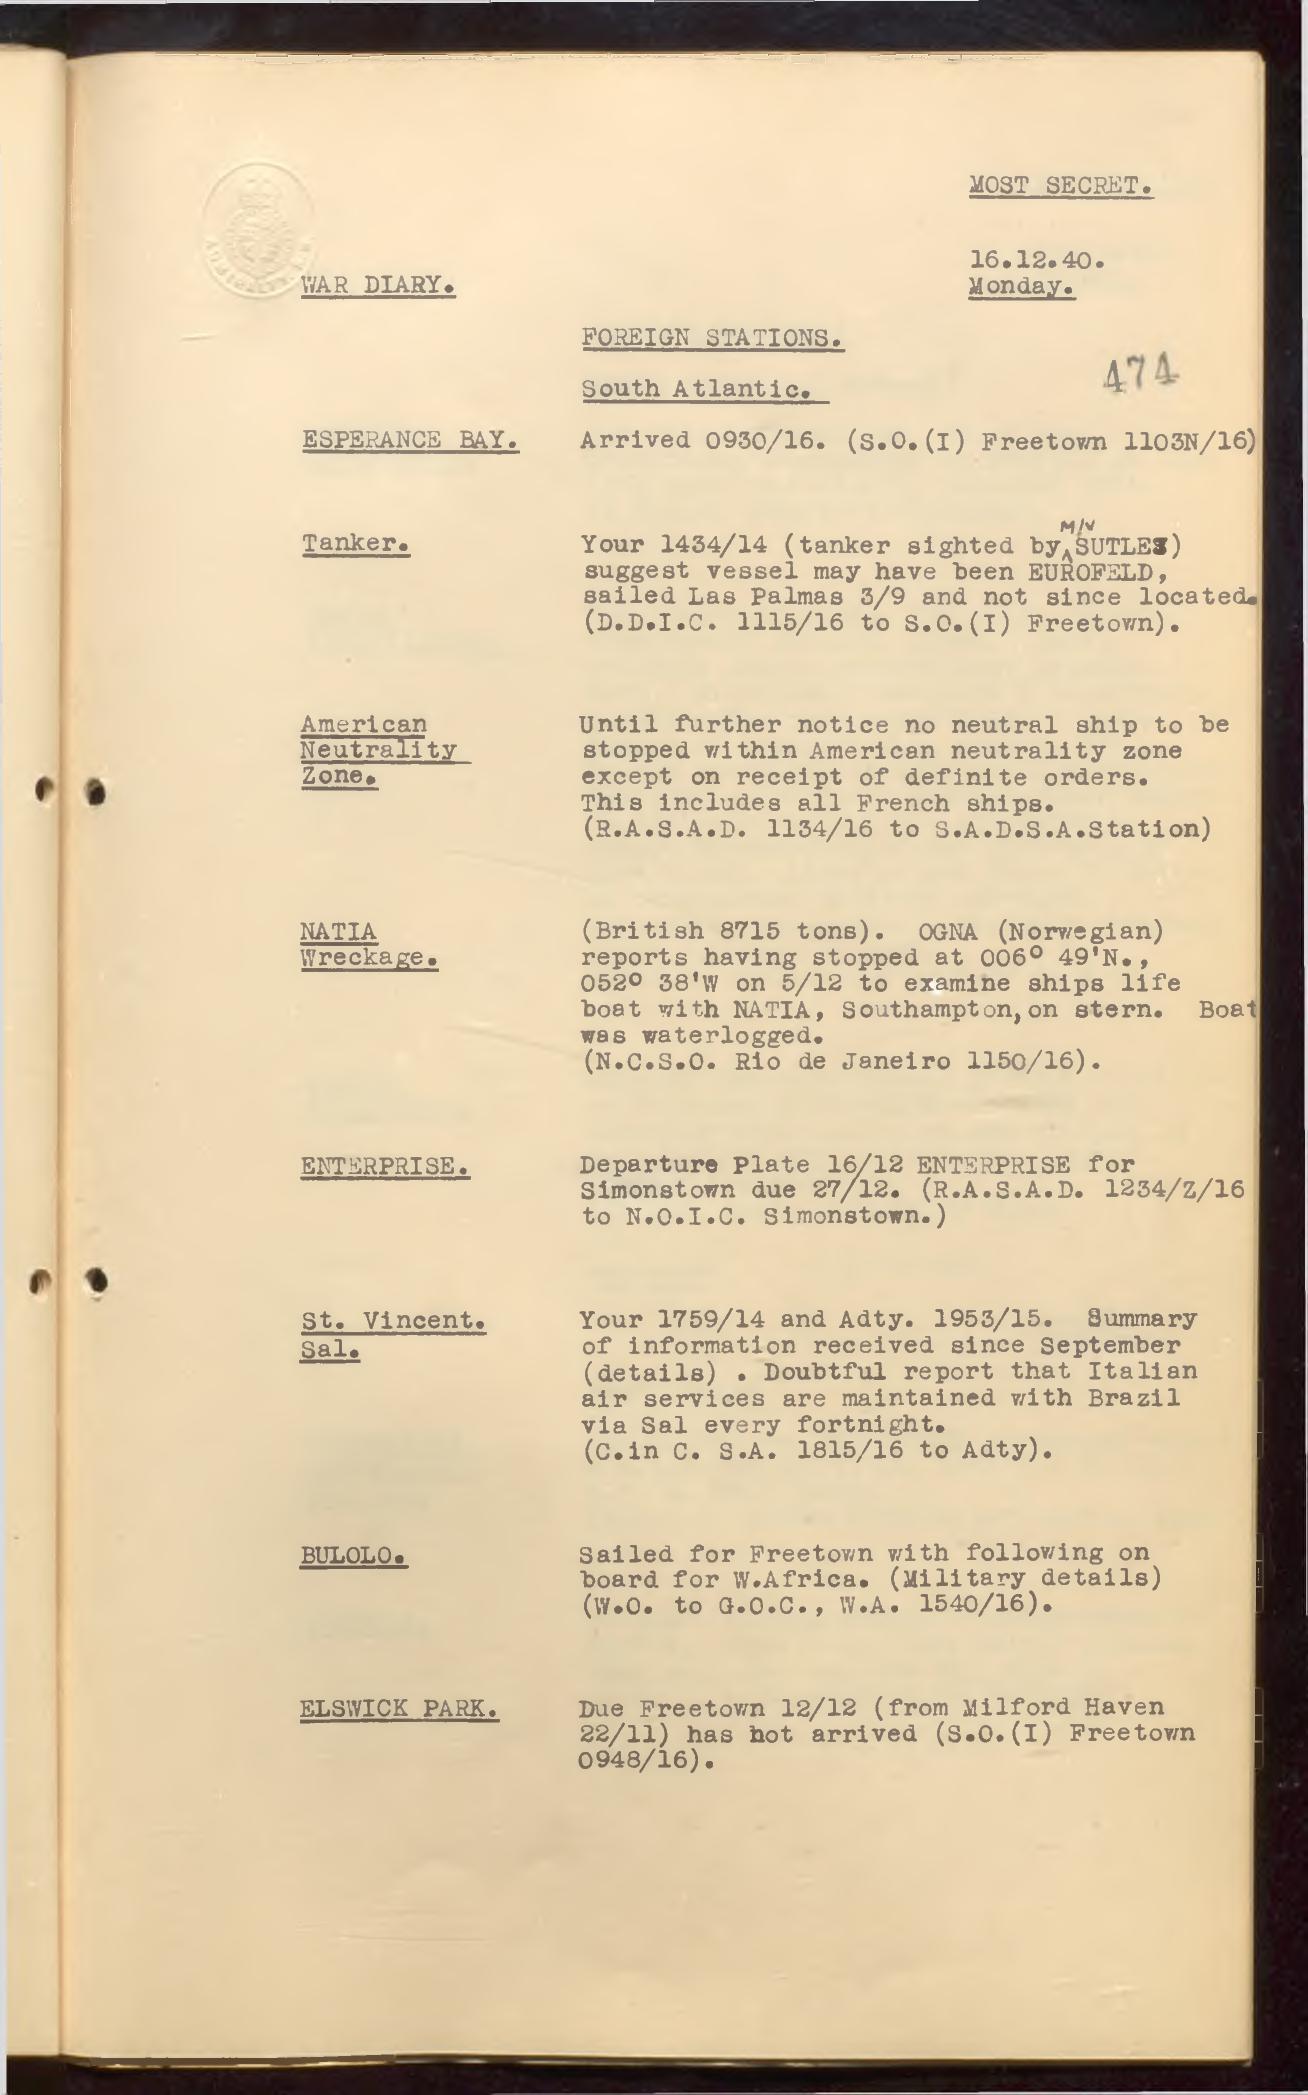 MOST SECRET.
16.12.40.
WAR DIARY.
Monday.
FOREIGN STATIONS.
474
South Atlantic.
ESPERANCE BAY. Arrived 0930/16. (S.O.(I) Freetown 1103N/16)
M/V
Tanker. Your 1434/14 (tanker sighted by SUTLEJ)
suggest vessel may have been EUROFELD,
sailed Las Palmas 3/9 and not since located.
(D.D.I.C. 1115/16 to S.O.(I) Freetown).
American Until further notice no neutral ship to be
Neutrality stopped within American neutrality zone
Zone. except on receipt of definite orders.
This includes all French ships.
(R.A.S.A.D. 1134/16 to S.A.D.S.A.Station)
NATIA (British 8715 tons). OGNA (Norwegian)
Wreckage. reports having stopped at 006° 49'N.,
052° 38'W on 5/12 to examine ships life
boat with NATIA, Southampton, on stern. Boat
was waterlogged.
(N.C.S.O. Rio de Janeiro 1150/16).
ENTERPRISE. Departure Plate 16/12 ENTERPRISE for
Simonstown due 27/12. (R.A.S.A.D. 1234/Z/16
to N.O.I.C. Simonstown.)
St. Vincent. Your 1759/14 and Adty. 1953/15. Summary
Sal. of information received since September
(details) . Doubtful report that Italian
air services are maintained with Brazil
via Sal every fortnight.
(C.in C. S.A. 1815/16 to Adty).
BULOLO. Sailed for Freetown with following on
board for W.Africa. (Military details)
(W.O. to G.O.C., W.A. 1540/16).
ELSWICK PARK. Due Freetown 12/12 (from Milford Haven
22/11) has not arrived (S.O.(I) Freetown
0948/16).